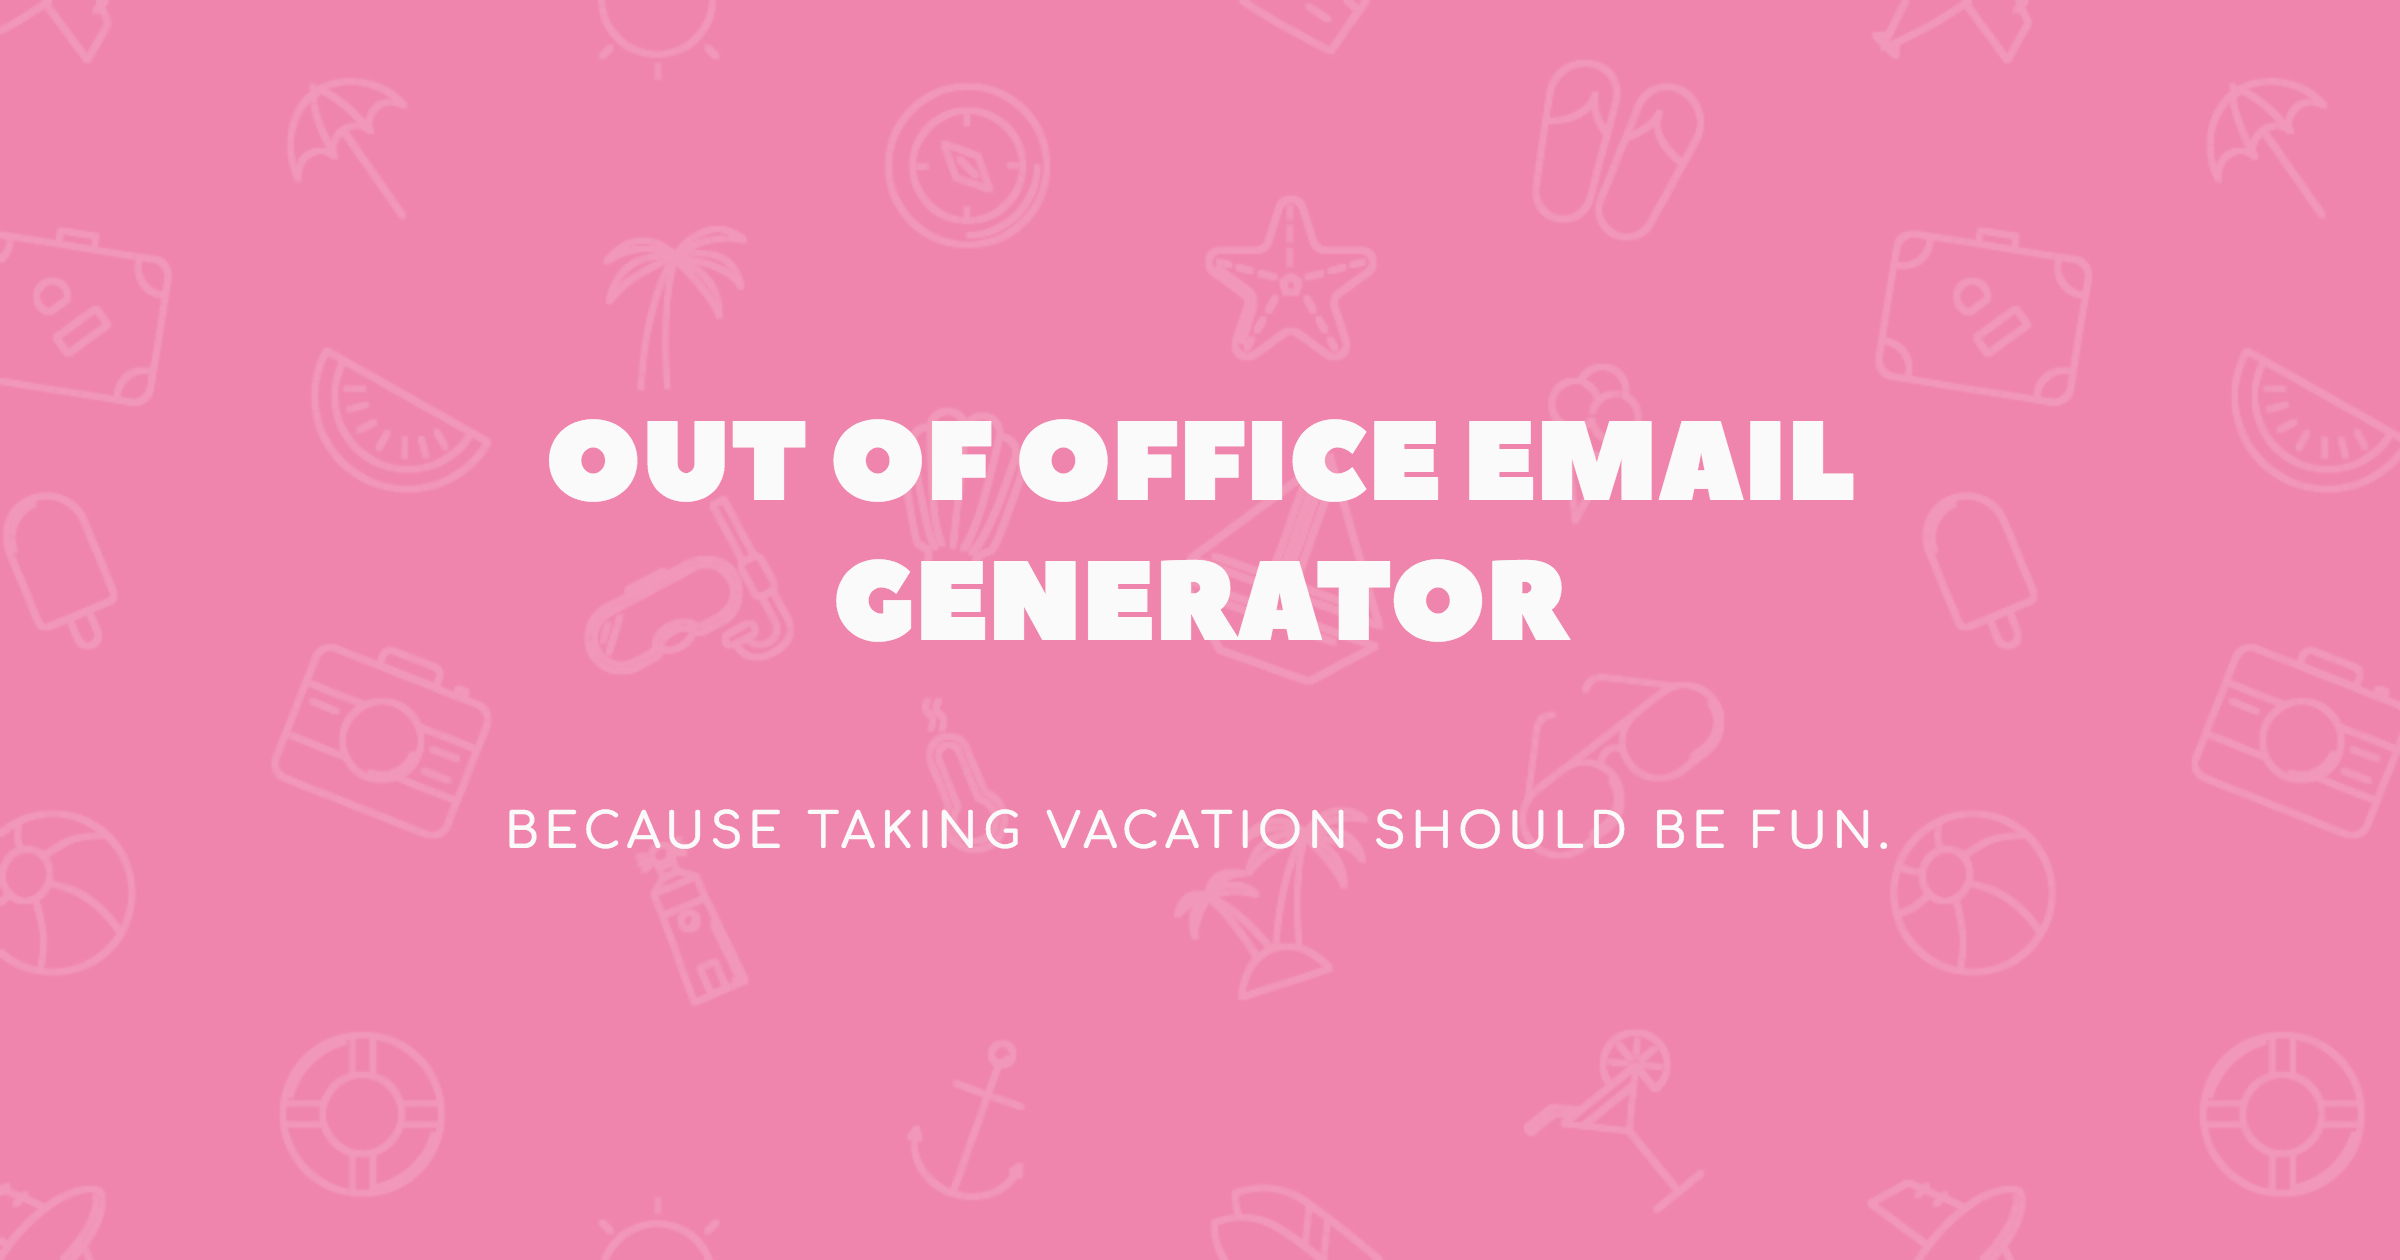 OUT OF OFFICE EMAIL
GENERATOR
BECAUSE TAKING VACATION SHOULD BE FUN.